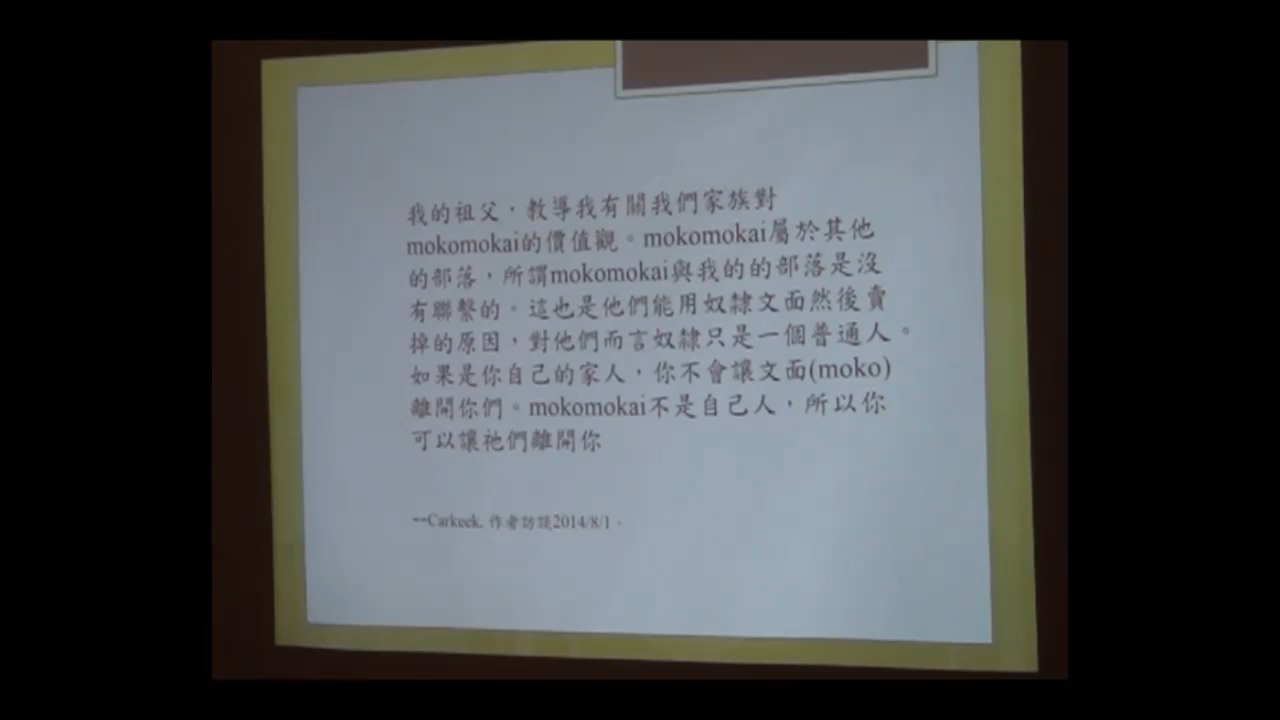 我的祖父，教導我有關我們家族對
mokomokai的價值觀。mokomokai屬於其他
的部落，所謂mokomokai與我的的部落是沒
有聯繫的。這也是他們能用奴隸文面然後賣
掉的原因，對他們而言奴隸只是一個普通人。
如果是你自己的家人，你不會讓文面(moko)
離開你們。mokomokai不是自己人，所以你
可以讓祂們離開你
--Carkeek, 作者訪談2014/8/1。